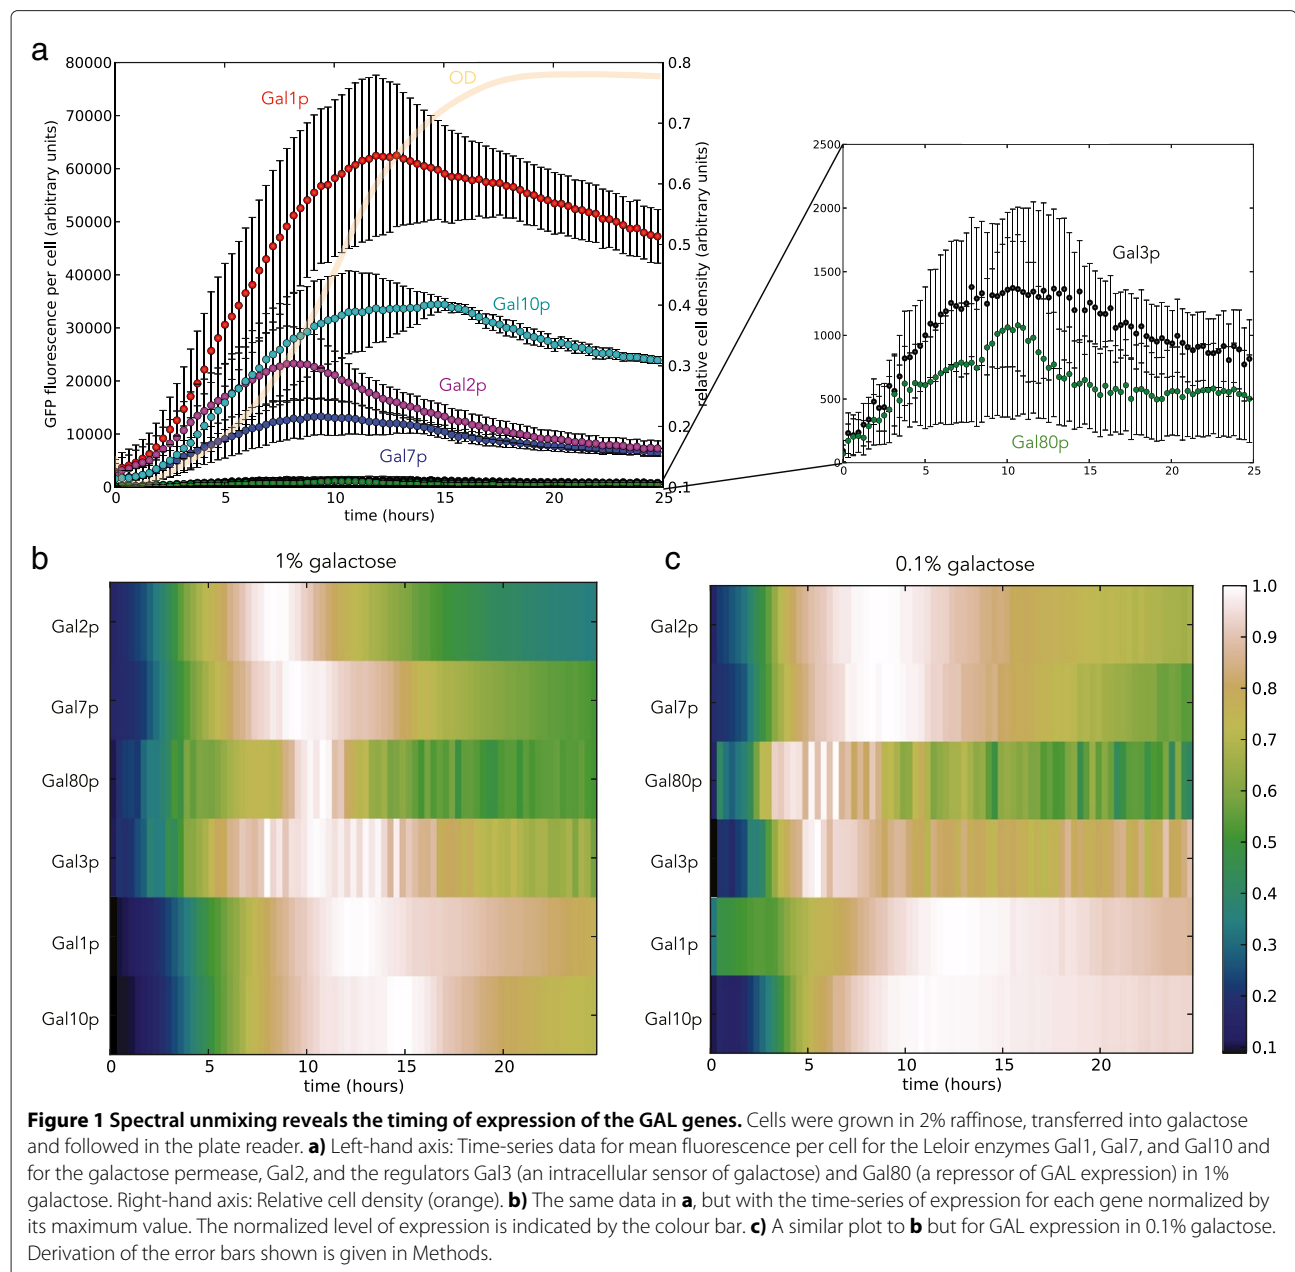 a
80000
70000
60000
50000
40000
30000
20000
10000
0
GFP fluorescence per cell (arbitrary units)
0 5 10 15 20 25
time (hours)
0.8
0.7
0.6
0.5
0.4
0.3
0.2
0.1
relative cell density (arbitrary units)
Gal1p
OD
Gal10p
Gal2p
Gal7p
2500
2000
1500
1000
500
0
0 5 10 15 20 25
Gal3p
Gal80p
b
1% galactose
Gal2p
Gal7p
Gal80p
Gal3p
Gal1p
Gal10p
0 5 10 15 20
time (hours)
c
0.1% galactose
Gal2p
Gal7p
Gal80p
Gal3p
Gal1p
Gal10p
0 5 10 15 20
time (hours)
1.0
0.9
0.8
0.7
0.6
0.5
0.4
0.3
0.2
0.1
Figure 1 Spectral unmixing reveals the timing of expression of the GAL genes. Cells were grown in 2% raffinose, transferred into galactose
and followed in the plate reader. a) Left-hand axis: Time-series data for mean fluorescence per cell for the Leloir enzymes Gal1, Gal7, and Gal10 and
for the galactose permease, Gal2, and the regulators Gal3 (an intracellular sensor of galactose) and Gal80 (a repressor of GAL expression) in 1%
galactose. Right-hand axis: Relative cell density (orange). b) The same data in a, but with the time-series of expression for each gene normalized by
its maximum value. The normalized level of expression is indicated by the colour bar. c) A similar plot to b but for GAL expression in 0.1% galactose.
Derivation of the error bars shown is given in Methods.